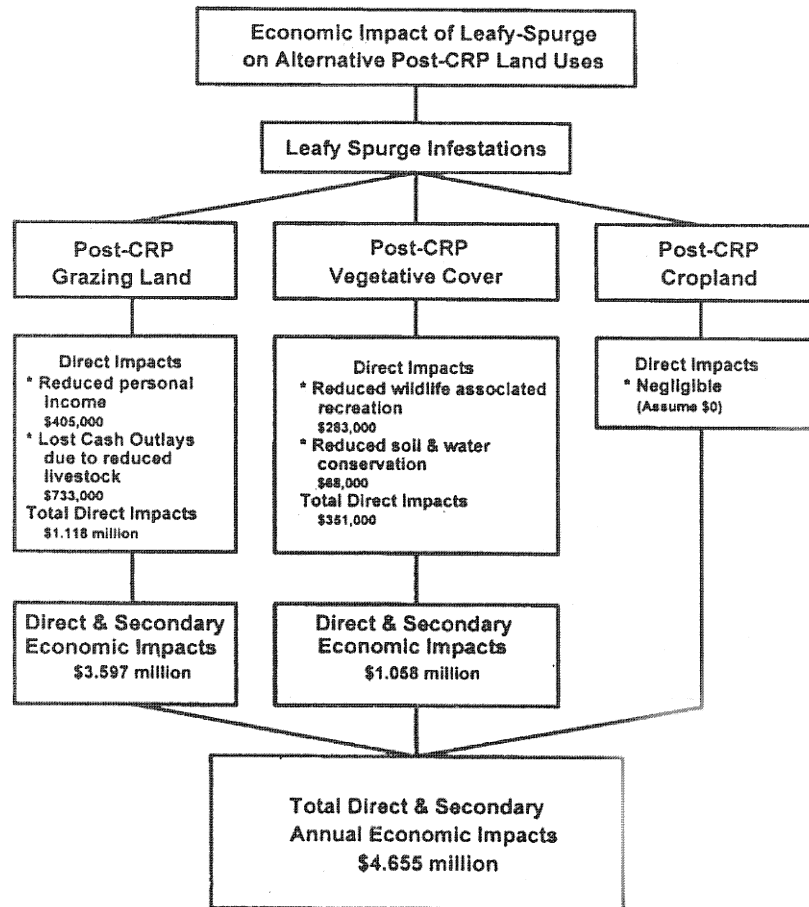 Economic Impact of Leafy-Spurge
on Alternative Post-CRP Land Uses
Leafy Spurge Infestations
Post-CRP
Grazing Land
Post-CRP
Vegetative Cover
Post-CRP
Cropland
Direct Impacts
* Reduced personal
Income
$405,000
* Lost Cash Outlays
due to reduced
livestock
$733,000
Total Direct Impacts
$1.118 million
Direct Impacts
* Reduced wildlife associated
recreation
$283,000
* Reduced soil & water
conservation
$68,000
Total Direct Impacts
$351,000
Direct Impacts
* Negligible
(Assume $0)
Direct & Secondary
Economic Impacts
$3.597 million
Direct & Secondary
Economic Impacts
$1.058 million
Total Direct & Secondary
Annual Economic Impacts
$4.655 million